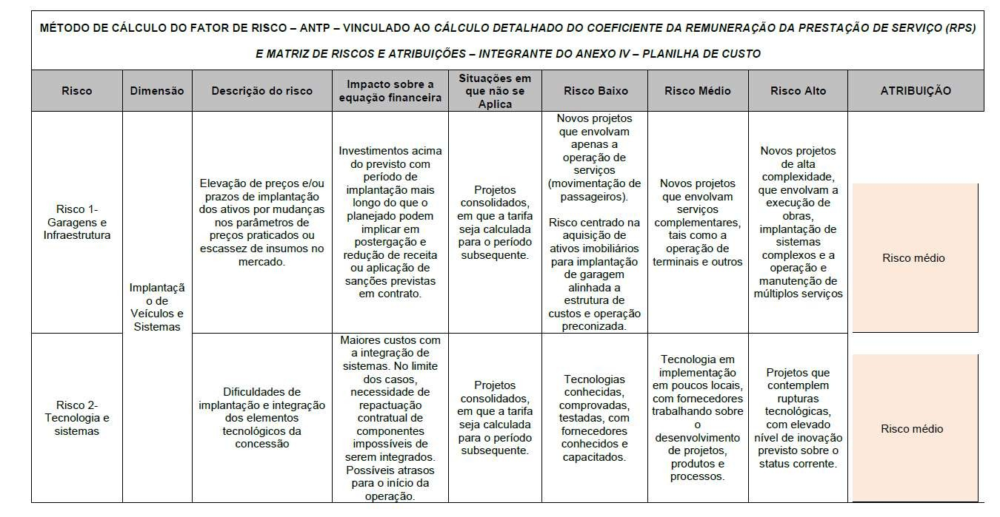 MÉTODO DE CÁLCULO DO FATOR DE RISCO – ANTP – VINCULADO AO CÁLCULO DETALHADO DO COEFICIENTE DA REMUNERAÇÃO DA PRESTAÇÃO DE SERVIÇO (RPS)
E MATRIZ DE RISCOS E ATRIBUIÇÕES – INTEGRANTE DO ANEXO IV – PLANILHA DE CUSTO
Risco
Dimensão
Descrição do risco
Impacto sobre a
equação financeira
Situações em
que não se
Aplica
Risco Baixo
Risco Médio
Risco Alto
ATRIBUIÇÃO
Risco 1-
Garagens e
Infraestrutura
Implantaçã
o de
Veículos e
Sistemas
Elevação de preços e/ou
prazos de implantação
dos ativos por mudanças
nos parâmetros de
preços praticados ou
escassez de insumos no
mercado.
Investimentos acima
do previsto com
período de
implantação mais
longo do que o
planejado podem
implicar em
postergação e
redução de receita
ou aplicação de
sanções previstas
em contrato.
Projetos
consolidados,
em que a tarifa
seja calculada
para o período
subsequente.
Novos projetos
que envolvam
apenas a
operação de
serviços
(movimentação de
passageiros).
Risco centrado na
aquisição de
ativos imobiliários
para implantação
de garagem
alinhada a
estrutura de
custos e operação
preconizada.
Novos projetos
que envolvam
serviços
complementares,
tais como a
operação de
terminais e outros
Novos projetos
de alta
complexidade,
que envolvam a
execução de
obras,
implantação de
sistemas
complexos e a
operação e
manutenção de
múltiplos serviços
Risco médio
Risco 2-
Tecnologia e
sistemas
Dificuldades de
implantação e integração
dos elementos
tecnológicos da
concessão
Maiores custos com
a integração de
sistemas. No limite
dos casos,
necessidade de
repactuação
contratual de
componentes
impossíveis de
serem integrados.
Possíveis atrasos
para o início da
operação.
Projetos
consolidados,
em que a tarifa
seja calculada
para o período
subsequente.
Tecnologias
conhecidas,
comprovadas,
testadas, com
fornecedores
conhecidos e
capacitados.
Tecnologia em
implementação
em poucos locais,
com fornecedores
trabalhando sobre
o
desenvolvimento
de projetos,
produtos e
processos.
Projetos que
contemplem
rupturas
tecnológicas,
com elevado
nível de inovação
previsto sobre o
status corrente.
Risco médio